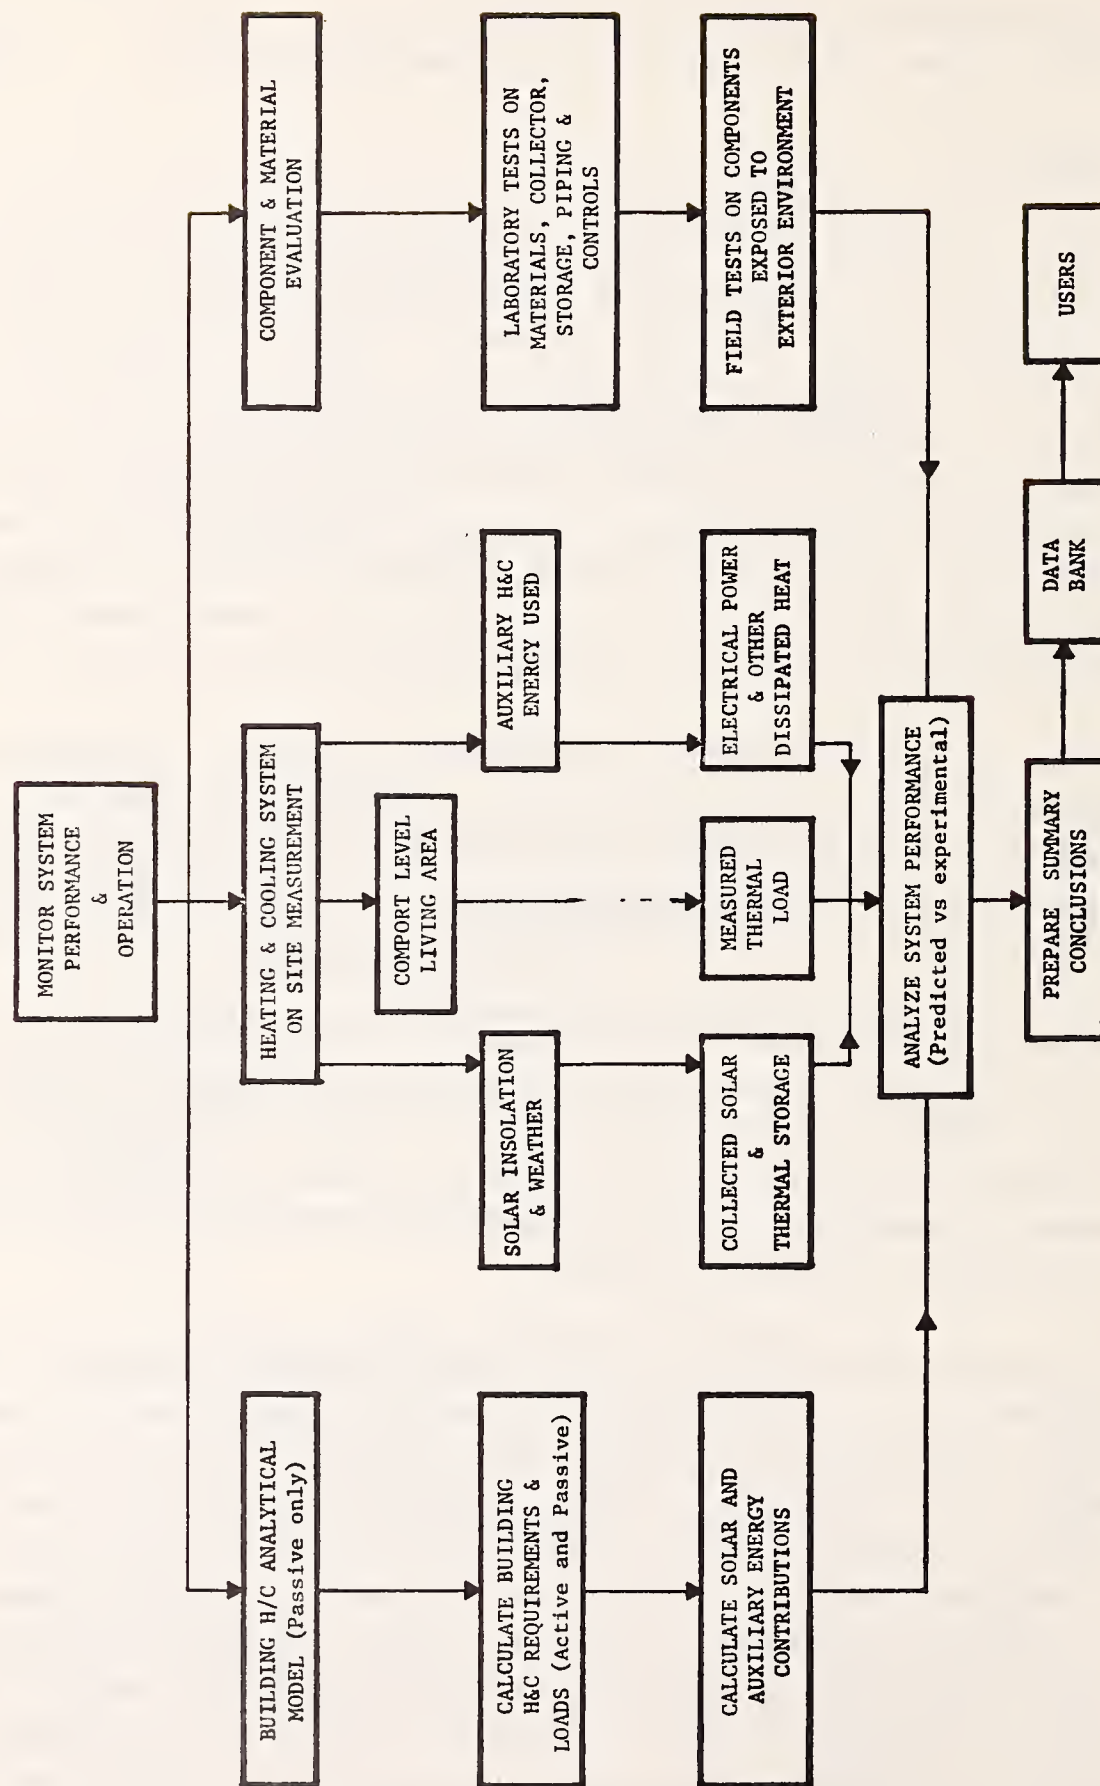 MONITOR SYSTEM
PERFORMANCE
&
OPERATION
BUILDING H/C ANALYTICAL
MODEL (Passive only)
HEATING & COOLING SYSTEM
ON SITE MEASUREMENT
COMPONENT & MATERIAL
EVALUATION
COMPORT LEVEL
LIVING AREA
CALCULATE BUILDING
H&C REQUIREMENTS &
LOADS (Active and Passive)
SOLAR INSOLATION
& WEATHER
AUXILIARY H&C
ENERGY USED
LABORATORY TESTS ON
MATERIALS, COLLECTOR,
STORAGE, PIPING &
CONTROLS
CALCULATE SOLAR AND
AUXILIARY ENERGY
CONTRIBUTIONS
COLLECTED SOLAR
&
THERMAL STORAGE
MEASURED
THERMAL
LOAD
ELECTRICAL POWER
& OTHER
DISSIPATED HEAT
FIELD TESTS ON COMPONENTS
EXPOSED TO
EXTERIOR ENVIRONMENT
ANALYZE SYSTEM PERFORMANCE
(Predicted vs experimental)
PREPARE SUMMARY
CONCLUSIONS
DATA
BANK
USERS